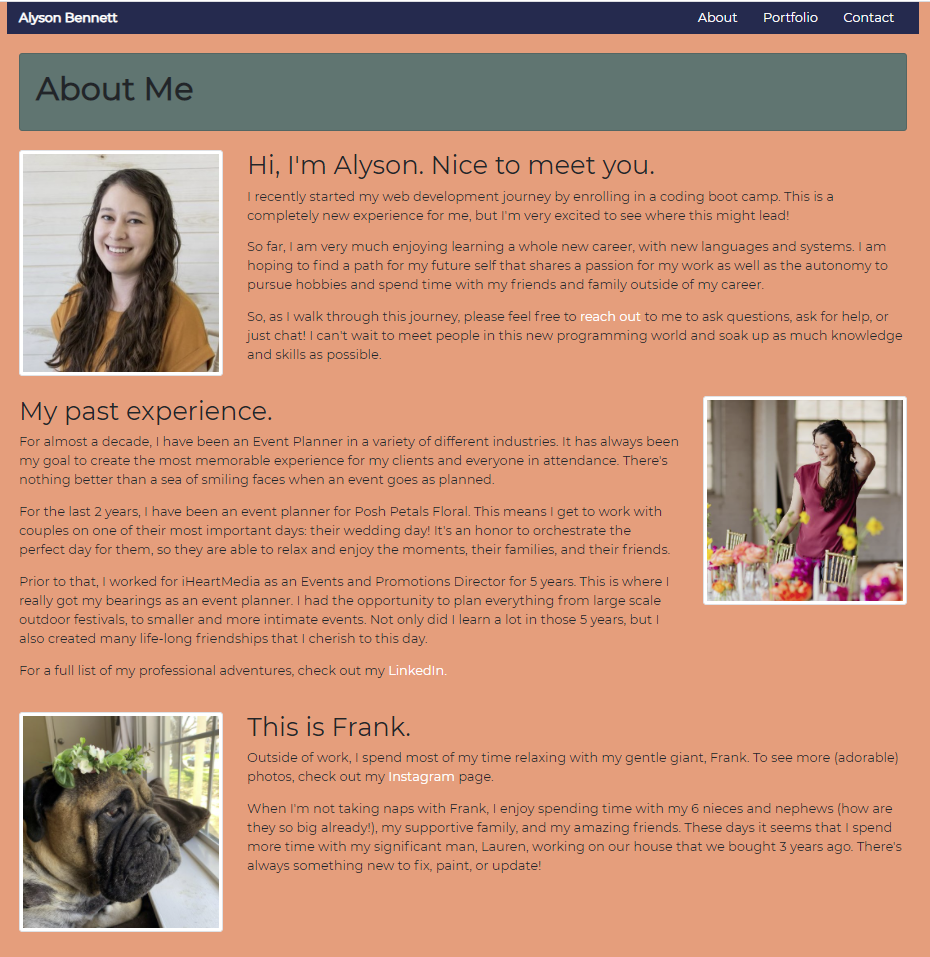 Alyson Bennett About Portfolio Contact
About Me
Hi, I'm Alyson. Nice to meet you.
I recently started my web development journey by enrolling in a coding boot camp. This is a
completely new experience for me, but I'm very excited to see where this might lead!
So far, I am very much enjoying learning a whole new career, with new languages and systems. I am
hoping to find a path for my future self that shares a passion for my work as well as the autonomy to
pursue hobbies and spend time with my friends and family outside of my career.
So, as I walk through this journey, please feel free to reach out to me to ask questions, ask for help, or
just chat! I can't wait to meet people in this new programming world and soak up as much knowledge
and skills as possible.
My past experience.
For almost a decade, I have been an Event Planner in a variety of different industries. It has always been
my goal to create the most memorable experience for my clients and everyone in attendance. There's
nothing better than a sea of smiling faces when an event goes as planned.
For the last 2 years, I have been an event planner for Posh Petals Floral. This means I get to work with
couples on one of their most important days: their wedding day! It's an honor to orchestrate the
perfect day for them, so they are able to relax and enjoy the moments, their families, and their friends.
Prior to that, I worked for iHeartMedia as an Events and Promotions Director for 5 years. This is where I
really got my bearings as an event planner. I had the opportunity to plan everything from large scale
outdoor festivals, to smaller and more intimate events. Not only did I learn a lot in those 5 years, but I
also created many life-long friendships that I cherish to this day.
For a full list of my professional adventures, check out my LinkedIn.
This is Frank.
Outside of work, I spend most of my time relaxing with my gentle giant, Frank. To see more (adorable)
photos, check out my Instagram page.
When I'm not taking naps with Frank, I enjoy spending time with my 6 nieces and nephews (how are
they so big already!), my supportive family, and my amazing friends. These days it seems that I spend
more time with my significant man, Lauren, working on our house that we bought 3 years ago. There's
always something new to fix, paint, or update!